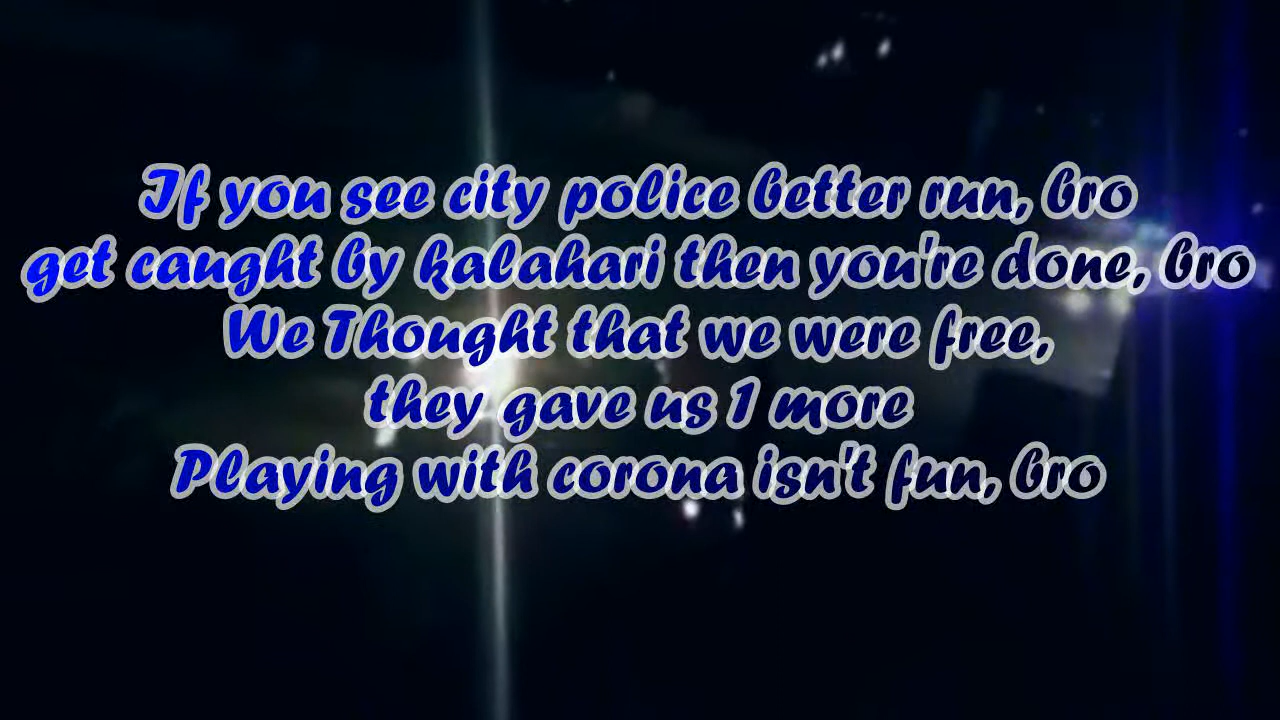 If you see city police better run, bro
get caught by kalahari then you're done, bro
We Thought that we were free,
they gave us 1 more
Playing with corona isn't fun, bro